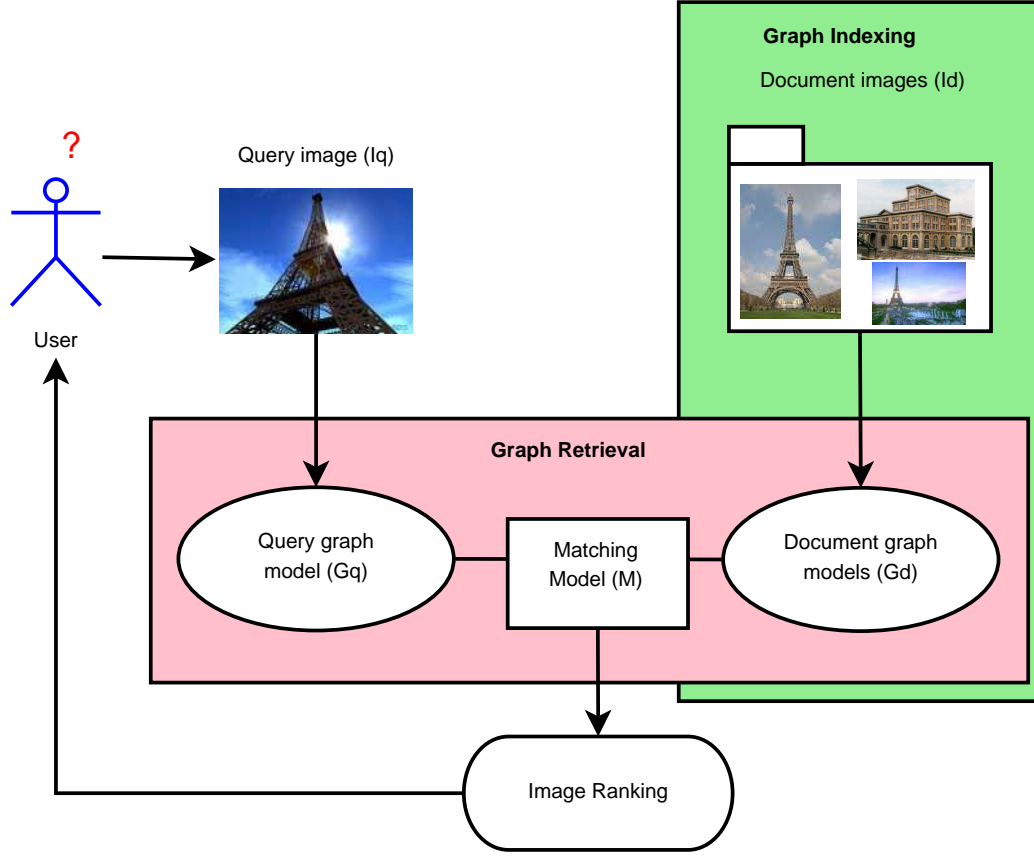 Graph Indexing
Document images (Id)
?
Query image (Iq)
User
Graph Retrieval
Query graph
model (Gq)
Matching
Model (M)
Document graph
models (Gd)
Image Ranking